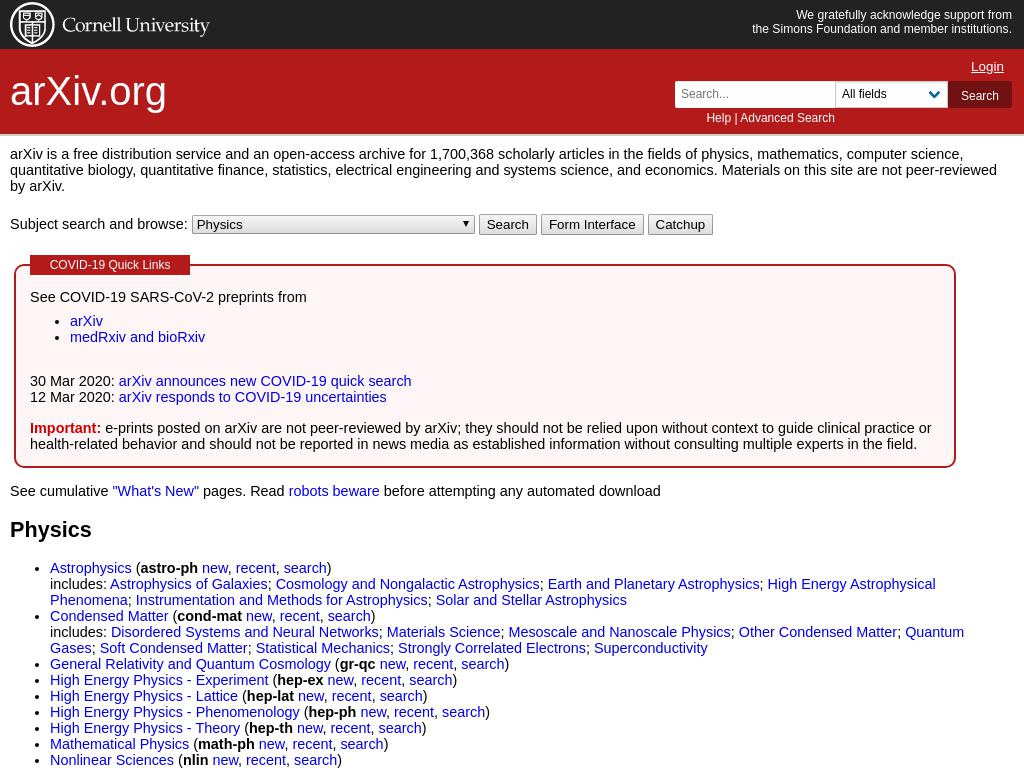 Cornell University
We gratefully acknowledge support from
the Simons Foundation and member institutions.
Login
arXiv.org
Search...
All fields
Search
Help | Advanced Search
arXiv is a free distribution service and an open-access archive for 1,700,368 scholarly articles in the fields of physics, mathematics, computer science,
quantitative biology, quantitative finance, statistics, electrical engineering and systems science, and economics. Materials on this site are not peer-reviewed
by arXiv.
Subject search and browse: Physics Search Form Interface Catchup
COVID-19 Quick Links
See COVID-19 SARS-CoV-2 preprints from
• arXiv
• medRxiv and bioRxiv
30 Mar 2020: arXiv announces new COVID-19 quick search
12 Mar 2020: arXiv responds to COVID-19 uncertainties
Important: e-prints posted on arXiv are not peer-reviewed by arXiv; they should not be relied upon without context to guide clinical practice or
health-related behavior and should not be reported in news media as established information without consulting multiple experts in the field.
See cumulative "What's New" pages. Read robots beware before attempting any automated download
Physics
• Astrophysics (astro-ph new, recent, search)
includes: Astrophysics of Galaxies; Cosmology and Nongalactic Astrophysics; Earth and Planetary Astrophysics; High Energy Astrophysical
Phenomena; Instrumentation and Methods for Astrophysics; Solar and Stellar Astrophysics
• Condensed Matter (cond-mat new, recent, search)
includes: Disordered Systems and Neural Networks; Materials Science; Mesoscale and Nanoscale Physics; Other Condensed Matter; Quantum
Gases; Soft Condensed Matter; Statistical Mechanics; Strongly Correlated Electrons; Superconductivity
• General Relativity and Quantum Cosmology (gr-qc new, recent, search)
• High Energy Physics - Experiment (hep-ex new, recent, search)
• High Energy Physics - Lattice (hep-lat new, recent, search)
• High Energy Physics - Phenomenology (hep-ph new, recent, search)
• High Energy Physics - Theory (hep-th new, recent, search)
• Mathematical Physics (math-ph new, recent, search)
• Nonlinear Sciences (nlin new, recent, search)